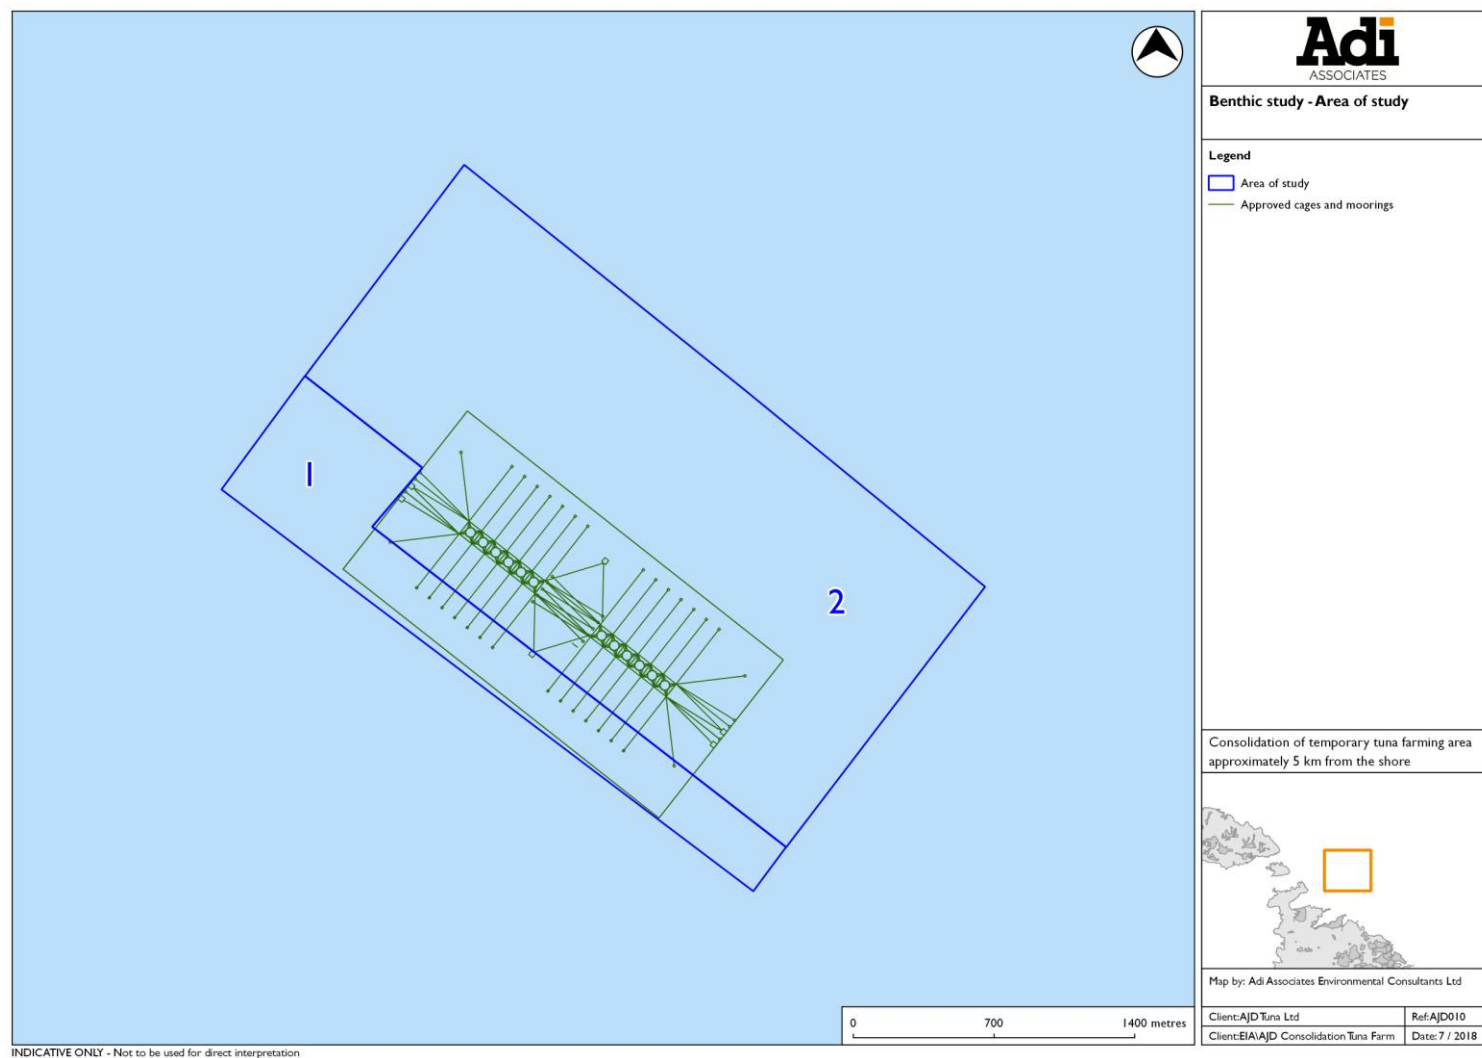 Adi
ASSOCIATES
Benthic study - Area of study
Legend
Area of study
Approved cages and moorings
1
2
Consolidation of temporary tuna farming area
approximately 5 km from the shore
Map by: Adi Associates Environmental Consultants Ltd
0 700 1400 metres
Client:AJD Tuna Ltd Ref:AJD010
Client:EIA\AJD Consolidation Tuna Farm Date: 7 / 2018
INDICATIVE ONLY - Not to be used for direct interpretation